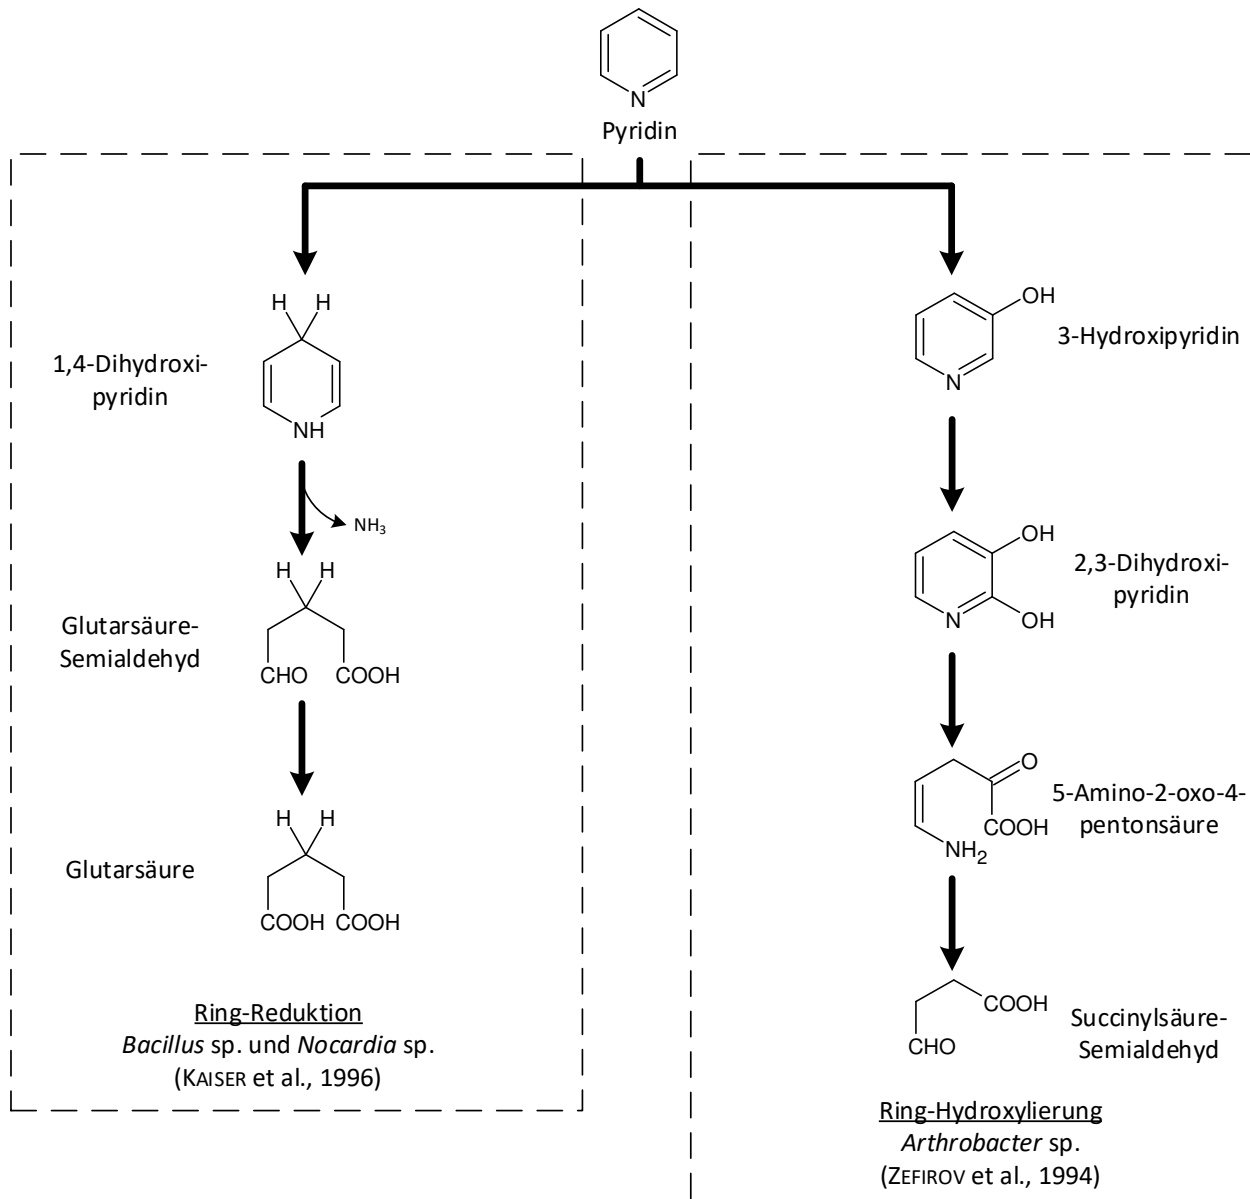 N
Pyridin
H H
1,4-Dihydroxi-
pyridin
NH
NH3
H H
Glutarsäure-
Semialdehyd
CHO COOH
H H
Glutarsäure
COOH COOH
Ring-Reduktion
Bacillus sp. und Nocardia sp.
(KAISER et al., 1996)
OH
3-Hydroxipyridin
N
OH
2,3-Dihydroxi-
pyridin
N OH
O
5-Amino-2-oxo-4-
pentonsäure
COOH
NH2
COOH
Succinylsäure-
Semialdehyd
CHO
Ring-Hydroxylierung
Arthrobacter sp.
(ZEFIROV et al., 1994)